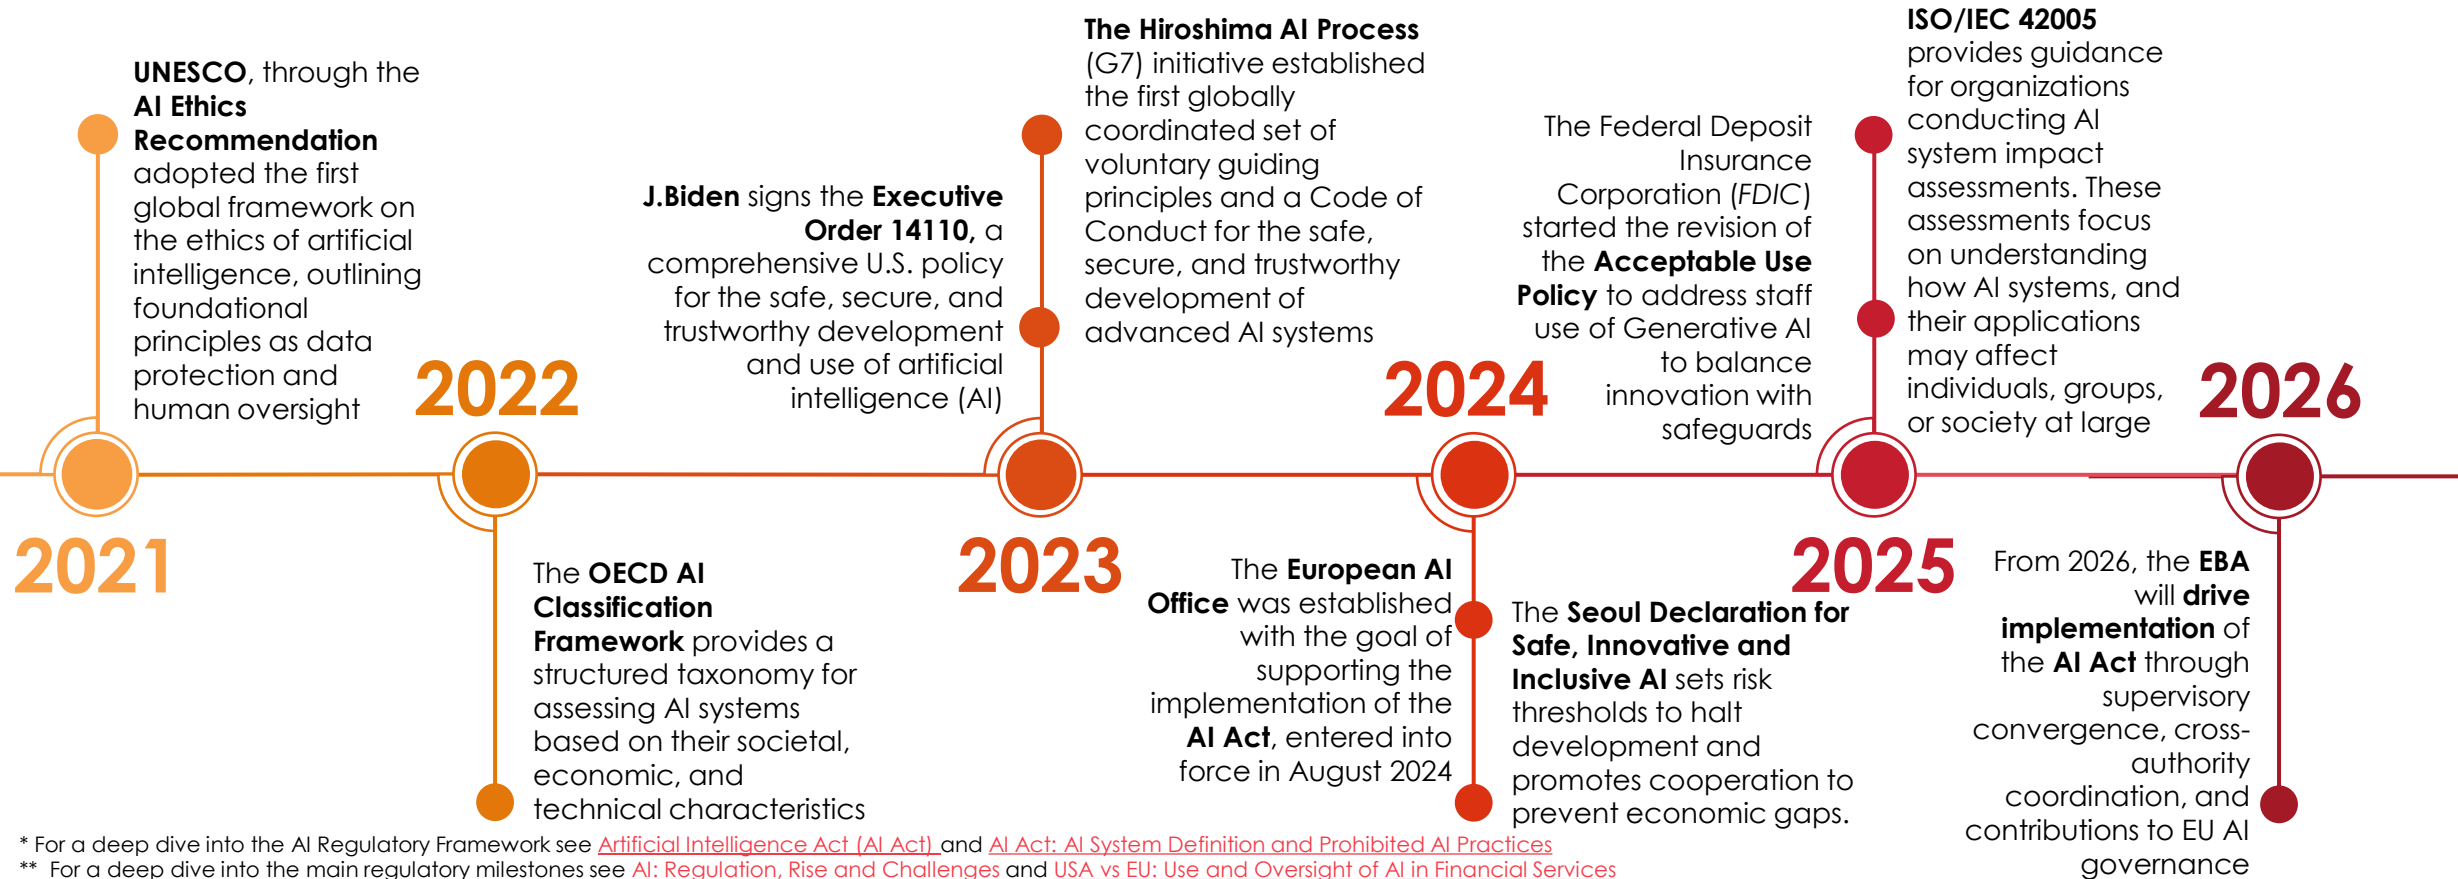 UNESCO, through the
AI Ethics
Recommendation
adopted the first
global framework on
the ethics of artificial
intelligence, outlining
foundational
principles as data
protection and
human oversight
2021
2022
The OECD AI
Classification
Framework provides a
structured taxonomy for
assessing AI systems
based on their societal,
economic, and
technical characteristics
J.Biden signs the Executive
Order 14110, a
comprehensive U.S. policy
for the safe, secure, and
trustworthy development
and use of artificial
intelligence (AI)
The Hiroshima AI Process
(G7) initiative established
the first globally
coordinated set of
voluntary guiding
principles and a Code of
Conduct for the safe,
secure, and trustworthy
development of
advanced AI systems
2023
2024
The European AI
Office was established
with the goal of
supporting the
implementation of the
AI Act, entered into
force in August 2024
The Seoul Declaration for
Safe, Innovative and
Inclusive AI sets risk
thresholds to halt
development and
promotes cooperation to
prevent economic gaps.
The Federal Deposit
Insurance
Corporation (FDIC)
started the revision of
the Acceptable Use
Policy to address staff
use of Generative AI
to balance
innovation with
safeguards
ISO/IEC 42005
provides guidance
for organizations
conducting AI
system impact
assessments. These
assessments focus
on understanding
how AI systems, and
their applications
may affect
individuals, groups,
or society at large
2025
2026
From 2026, the EBA
will drive
implementation of
the AI Act through
supervisory
convergence, cross-
authority
coordination, and
contributions to EU AI
governance
* For a deep dive into the AI Regulatory Framework see Artificial Intelligence Act (AI Act) and AI Act: AI System Definition and Prohibited AI Practices
** For a deep dive into the main regulatory milestones see AI: Regulation, Rise and Challenges and USA vs EU: Use and Oversight of AI in Financial Services